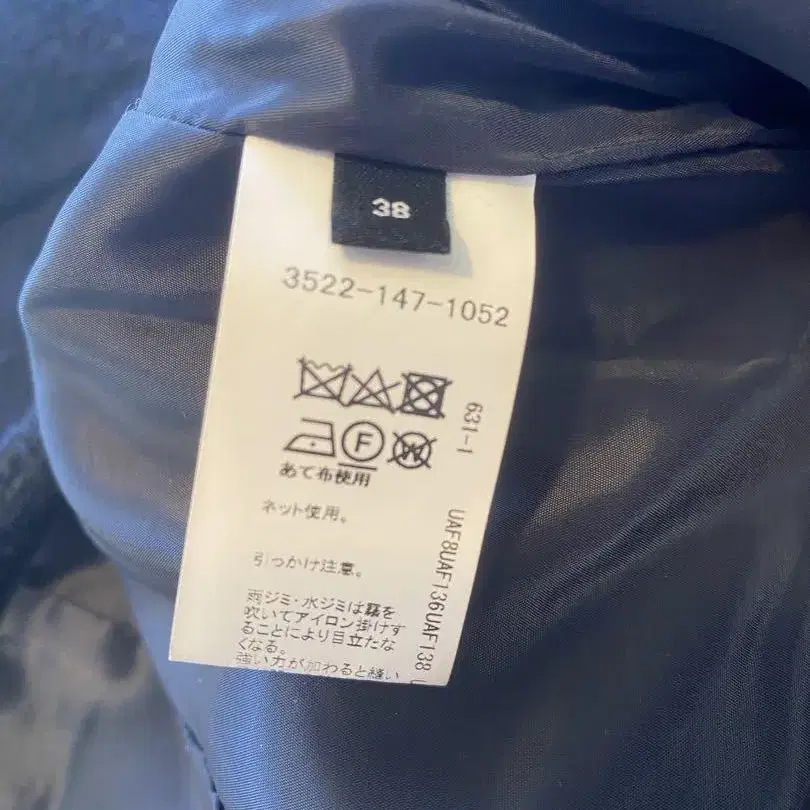 38
3522-147-1052
F
W
あて布使用
ネット使用。
引っかけ注意。
雨ジミ・水ジミは霧を
吹いてアイロン掛けす
ることにより目立たな
くなる。
強い力が加わると縫い
631-1
UAF8UAF136UAF138